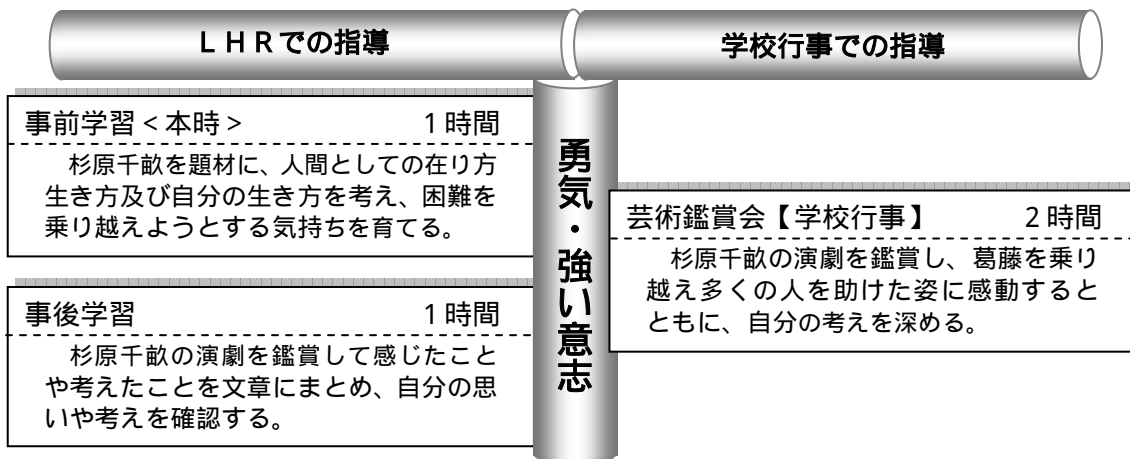 ＬＨＲでの指導
学校行事での指導
事前学習＜本時＞ １時間
杉原千畝を題材に、人間としての在り方
生き方及び自分の生き方を考え、困難を
乗り越えようとする気持ちを育てる。
勇気・強い意志
芸術鑑賞会【学校行事】 ２時間
杉原千畝の演劇を鑑賞し、葛藤を乗り
越え多くの人を助けた姿に感動すると
ともに、自分の考えを深める。
事後学習 １時間
杉原千畝の演劇を鑑賞して感じたこと
や考えたことを文章にまとめ、自分の思
いや考えを確認する。